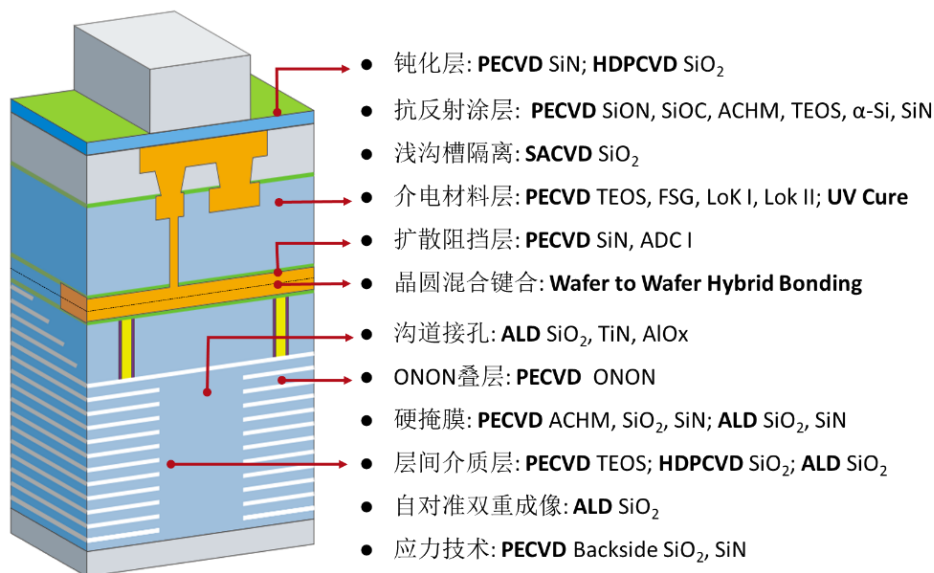 ● 钝化层: PECVD SiN; HDPCVD SiO₂
● 抗反射涂层: PECVD SiON, SiOC, ACHM, TEOS, α-Si, SiN
● 浅沟槽隔离: SACVD SiO₂
● 介电材料层: PECVD TEOS, FSG, LoK I, Lok II; UV Cure
● 扩散阻挡层: PECVD SiN, ADC I
● 晶圆混合键合: Wafer to Wafer Hybrid Bonding
● 沟道接孔: ALD SiO₂, TiN, AlOx
● ONON叠层: PECVD ONON
● 硬掩膜: PECVD ACHM, SiO₂, SiN; ALD SiO₂, SiN
● 层间介质层: PECVD TEOS; HDPCVD SiO₂; ALD SiO₂
● 自对准双重成像: ALD SiO₂
● 应力技术: PECVD Backside SiO₂, SiN